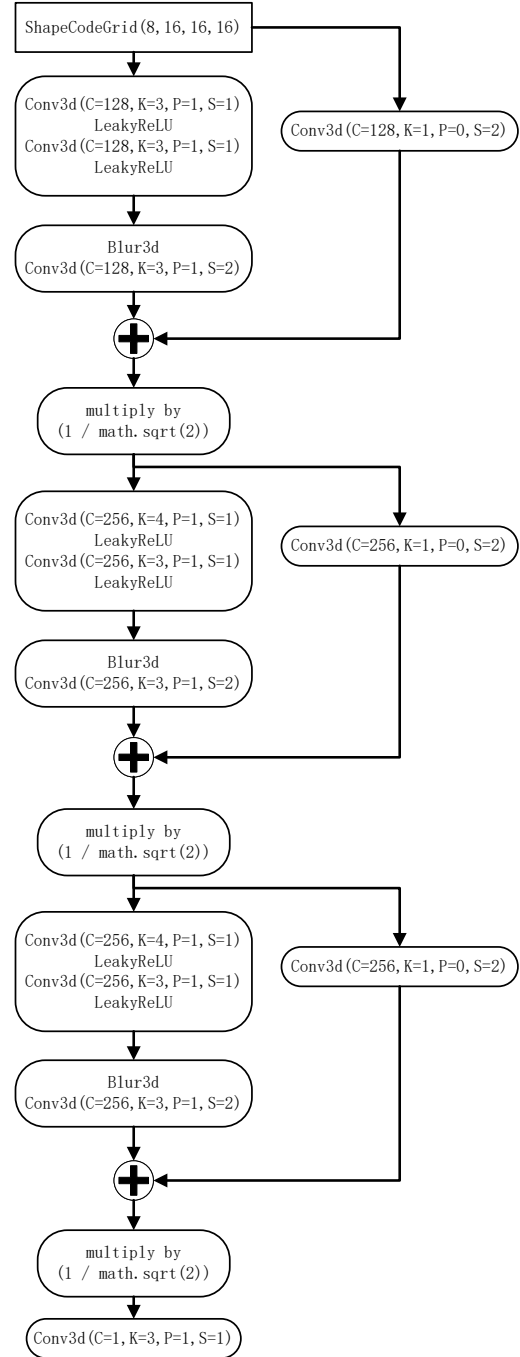 ShapeCodeGrid(8,16,16,16)
Conv3d(C=128,K=3,P=1,S=1)
LeakyReLU
Conv3d(C=128,K=3,P=1,S=1)
LeakyReLU
Conv3d(C=128,K=1,P=0,S=2)
Blur3d
Conv3d(C=128,K=3,P=1,S=2)
multiply by
(1 / math.sqrt(2))
Conv3d(C=256,K=4,P=1,S=1)
LeakyReLU
Conv3d(C=256,K=3,P=1,S=1)
LeakyReLU
Conv3d(C=256,K=1,P=0,S=2)
Blur3d
Conv3d(C=256,K=3,P=1,S=2)
multiply by
(1 / math.sqrt(2))
Conv3d(C=256,K=4,P=1,S=1)
LeakyReLU
Conv3d(C=256,K=3,P=1,S=1)
LeakyReLU
Conv3d(C=256,K=1,P=0,S=2)
Blur3d
Conv3d(C=256,K=3,P=1,S=2)
multiply by
(1 / math.sqrt(2))
Conv3d(C=1,K=3,P=1,S=1)